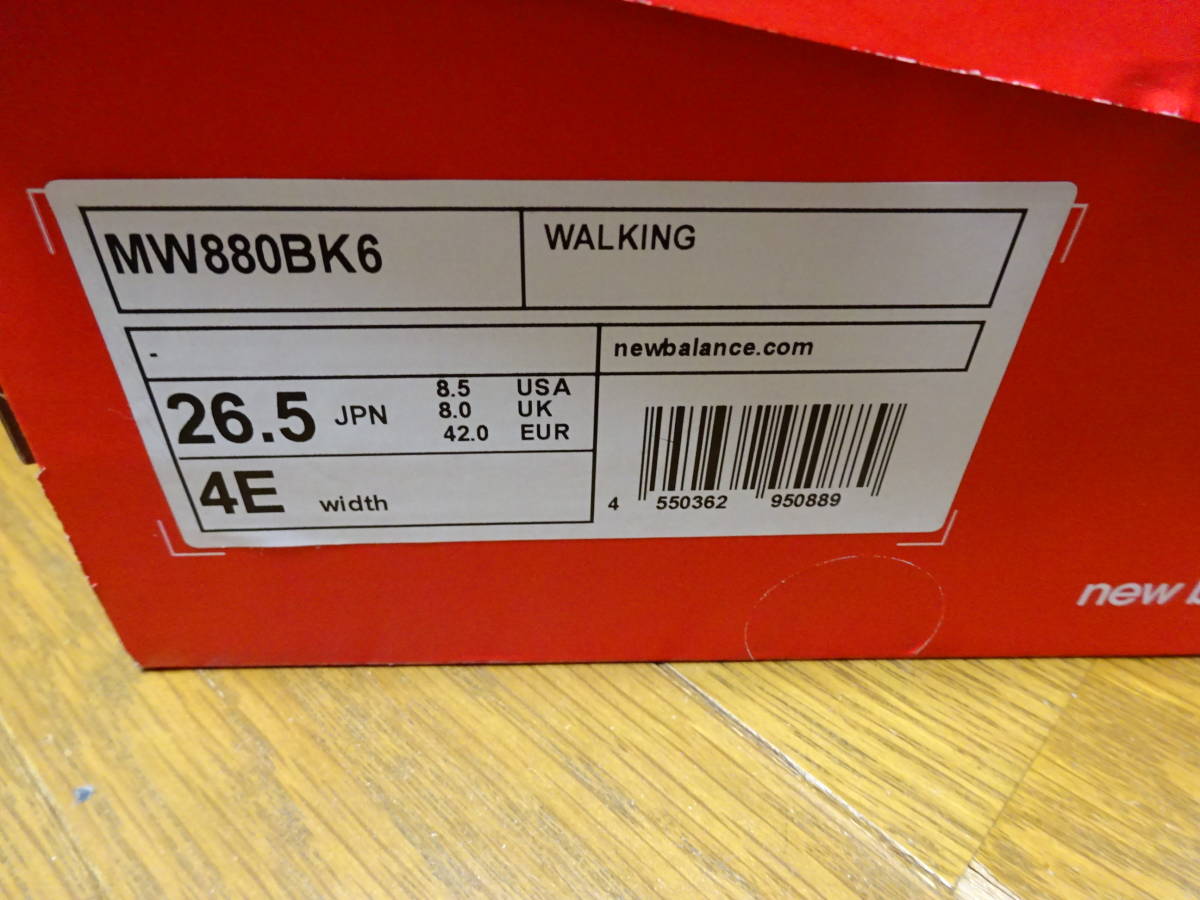 MW880BK6
WALKING
-
newbalance.com
26.5 JPN
8.5 USA
8.0 UK
42.0 EUR
4E width
4 550362 950889
new